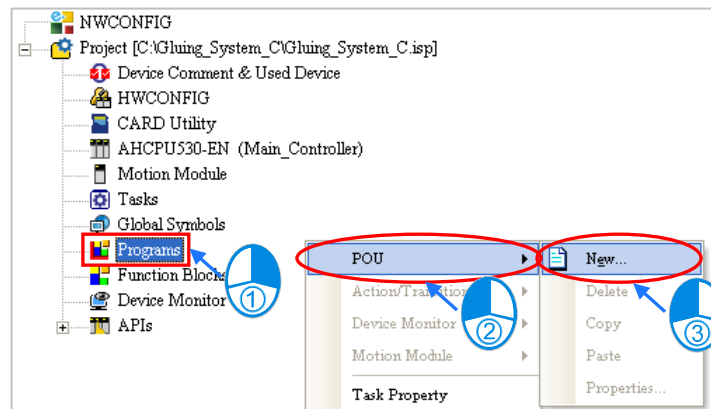 NWCONFIG
Project [C:\Gluing_System_C\Gluing_System_C.isp]
Device Comment & Used Device
HWCONFIG
CARD Utility
AHCPU530-EN (Main_Controller)
Motion Module
Tasks
Global Symbols
Programs
Function Blocks
Device Monitor
APIs
①
POU
Action/Transition
Device Monitor
Motion Module
Task Property
②
New...
Delete
Copy
Paste
Properties...
③